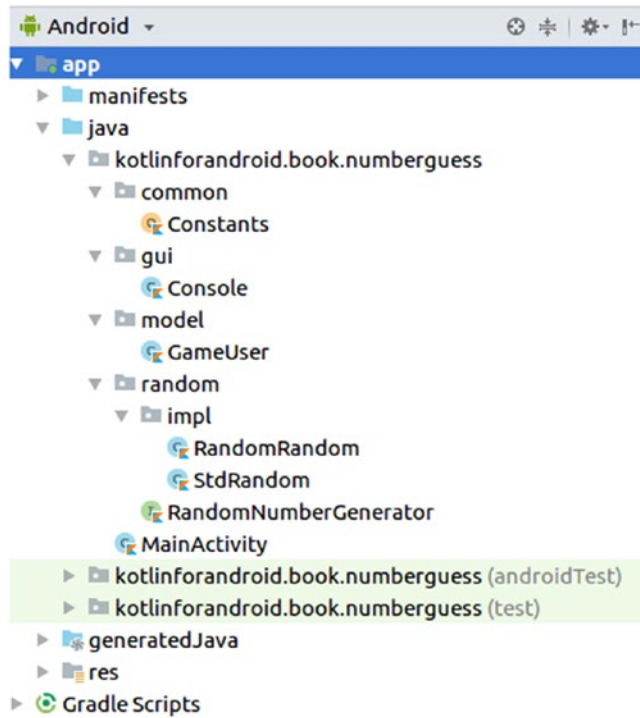 Android
app
manifests
java
kotlinforandroid.book.numberguess
common
Constants
gui
Console
model
GameUser
random
impl
RandomRandom
StdRandom
RandomNumberGenerator
MainActivity
kotlinforandroid.book.numberguess (androidTest)
kotlinforandroid.book.numberguess (test)
generatedJava
res
Gradle Scripts